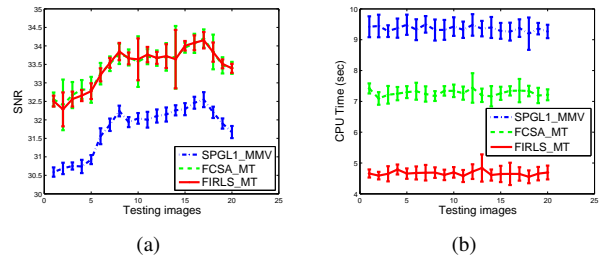 34.5
34
33.5
33
32.5
32
31.5
31
30.5
30
SNR
0
5
10
15
20
25
Testing images
SPGL1_MMV
FCSA_MT
FIRLS_MT
(a)
10
9
8
7
6
5
4
CPU Time (sec)
0
5
10
15
20
25
Testing images
SPGL1_MMV
FCSA_MT
FIRLS_MT
(b)